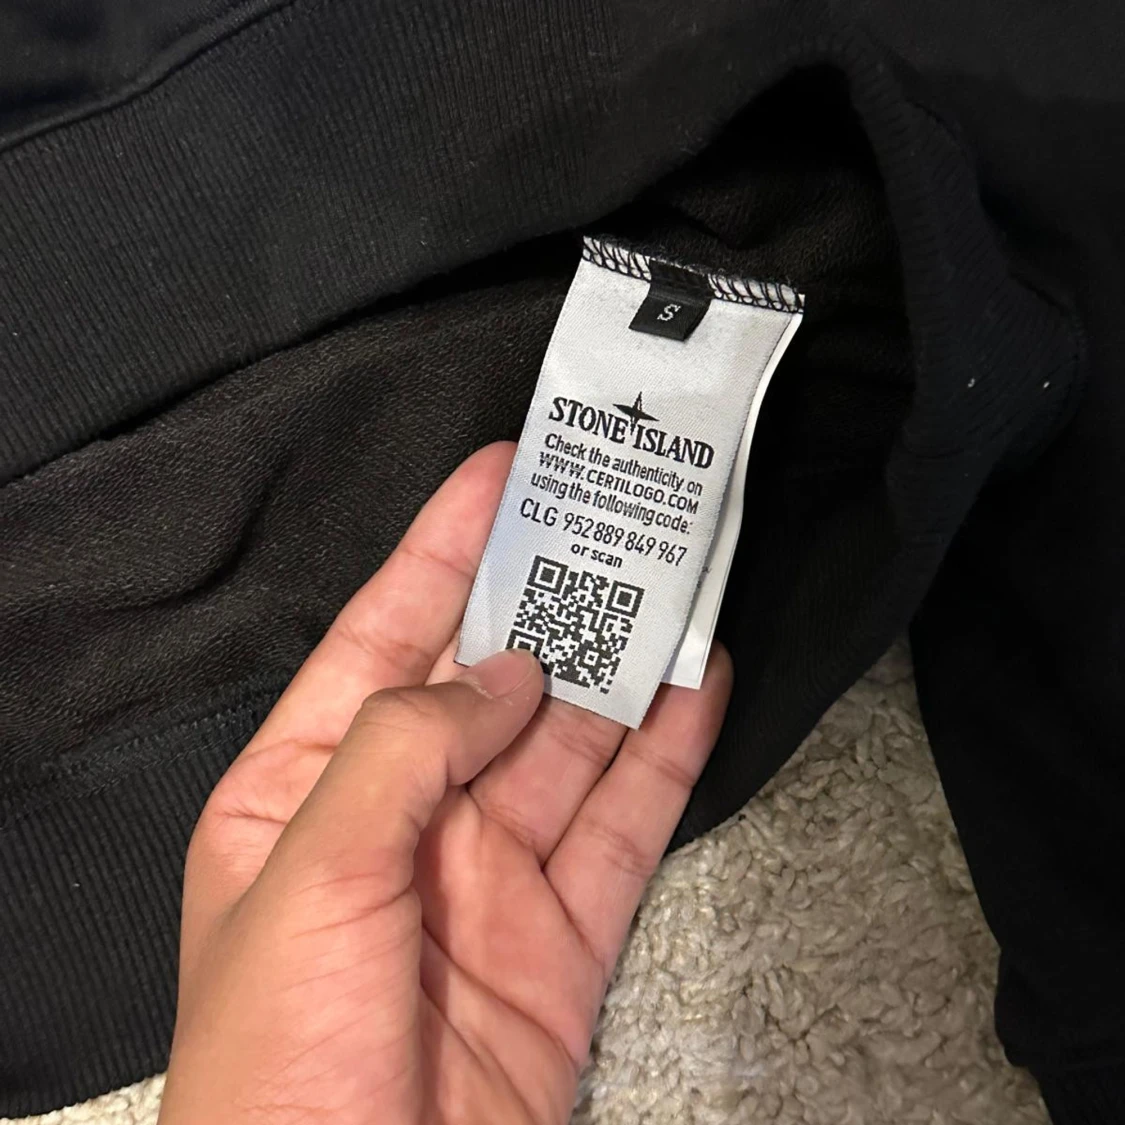 S
STONE ISLAND
Check the authenticity on
WWW.CERTILOGO.COM
using the following code:
CLG 952 889 849 967
or scan